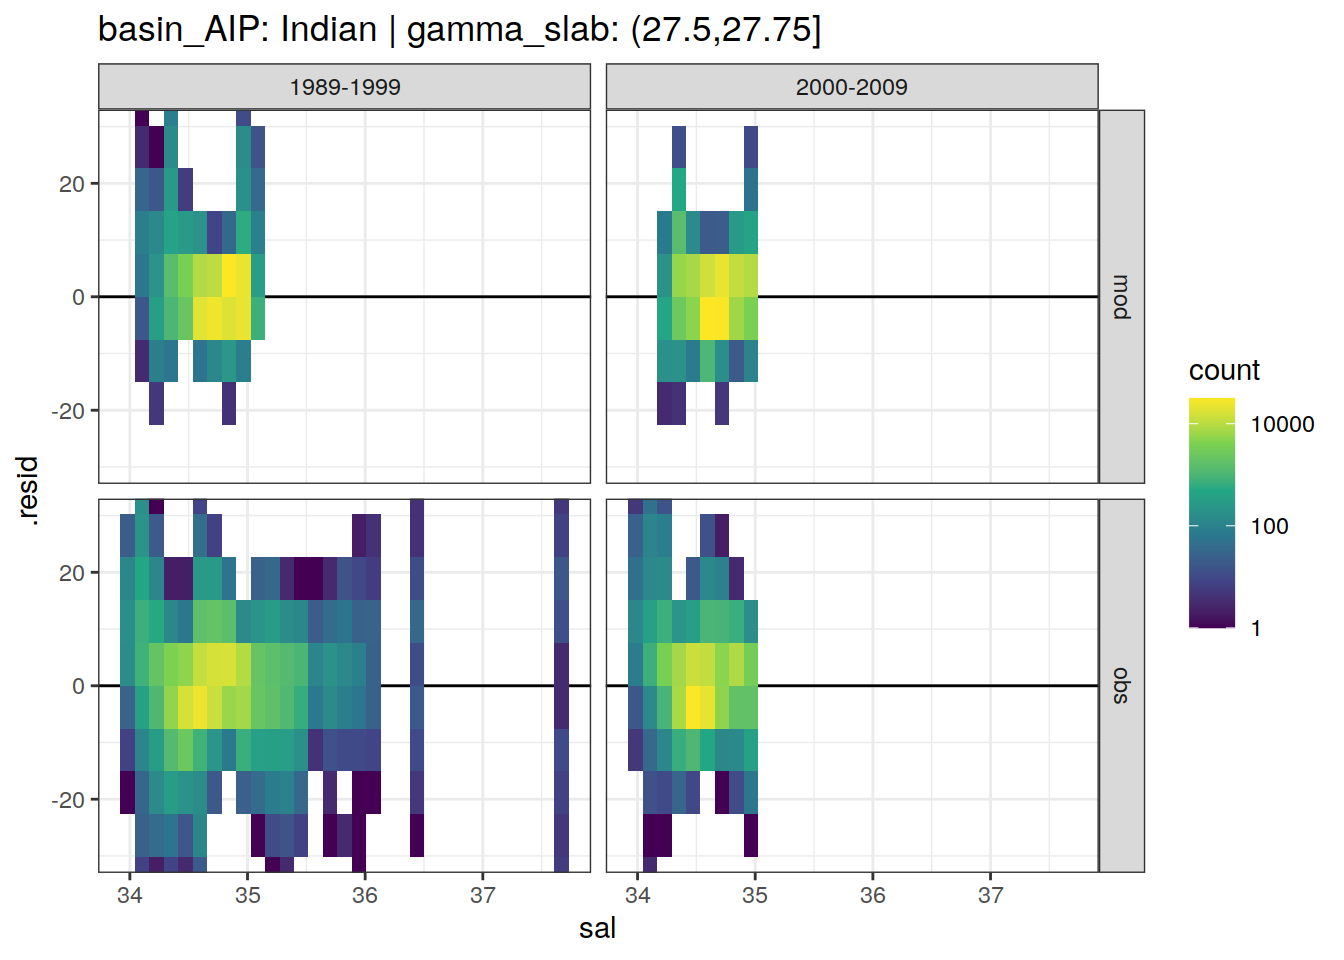 basin_AIP: Indian | gamma_slab: (27.5,27.75]
1989-1999
2000-2009
20
0
-20
mod
20
0
-20
obs
.resid
34 35 36 37
34 35 36 37
sal
count
10000
100
1